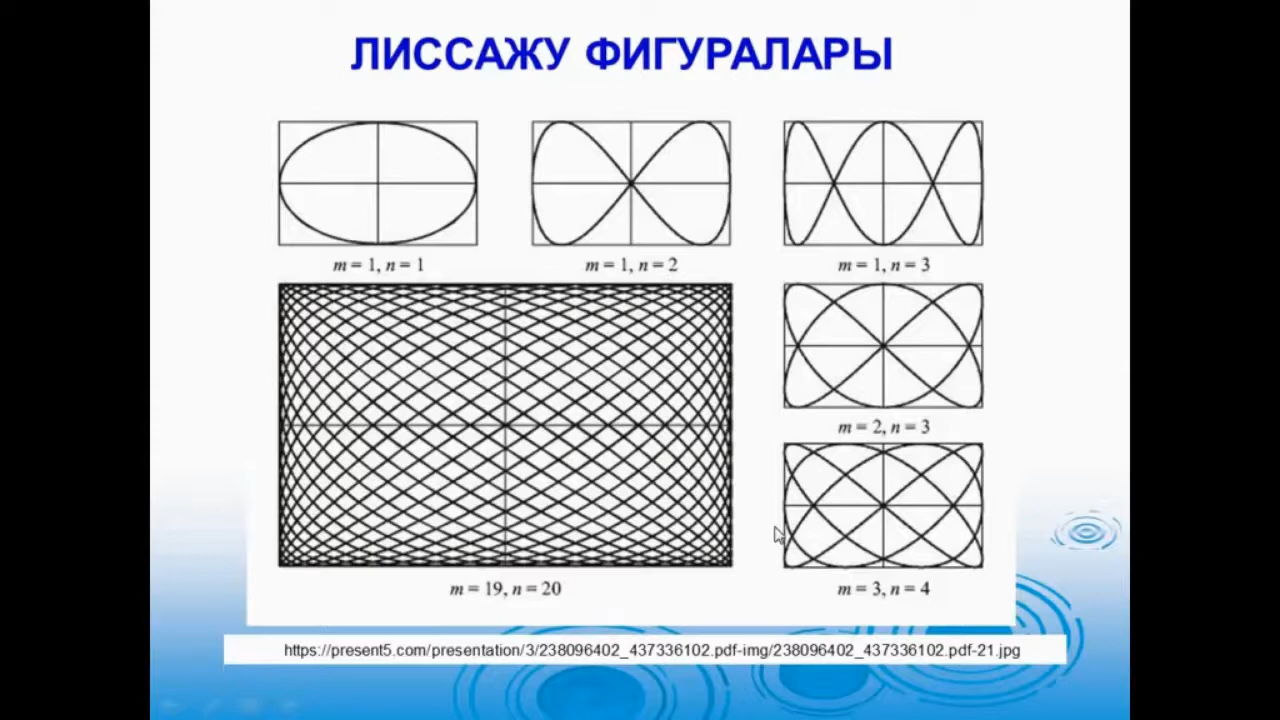 ЛИССАЖУ ФИГУРАЛАРЫ
m = 1, n = 1
m = 1, n = 2
m = 1, n = 3
m = 2, n = 3
m = 19, n = 20
m = 3, n = 4
https://present5.com/presentation/3/238096402_437336102.pdf-img/238096402_437336102.pdf-21.jpg